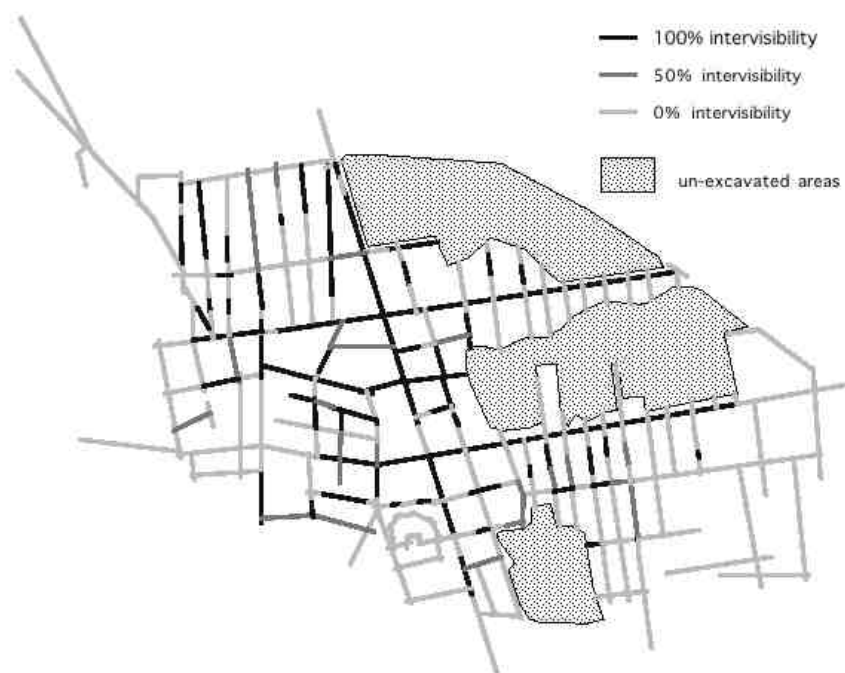 100% intervisibility
50% intervisibility
0% intervisibility
un-excavated areas